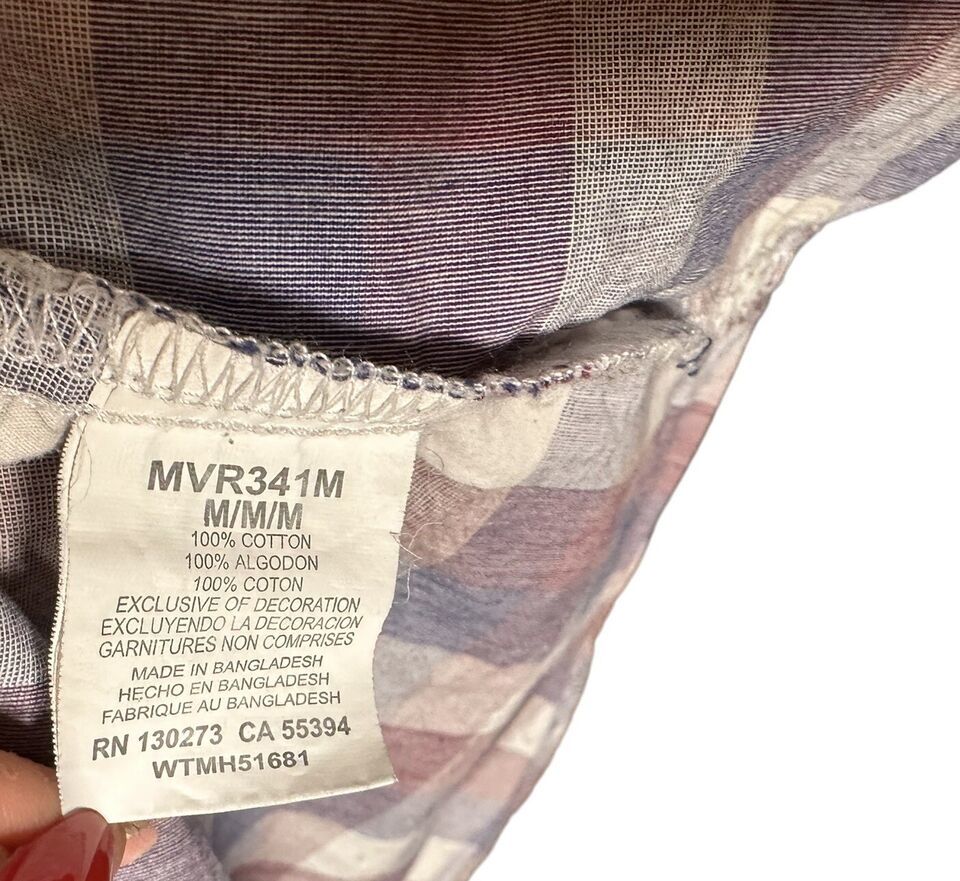 MVR341M
M/M/M
100% COTTON
100% ALGODON
100% COTON
EXCLUSIVE OF DECORATION
EXCLUYENDO LA DECORACION
GARNITURES NON COMPRISES
MADE IN BANGLADESH
HECHO EN BANGLADESH
FABRIQUE AU BANGLADESH
RN 130273 CA 55394
WTMH51681